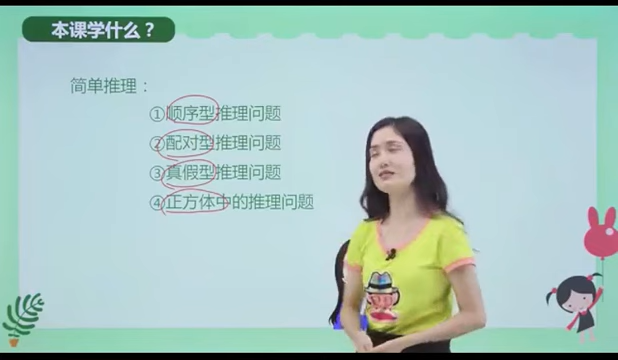 本课学什么？
简单推理：
①顺序型推理问题
②配对型推理问题
③真假型推理问题
④正方体中的推理问题